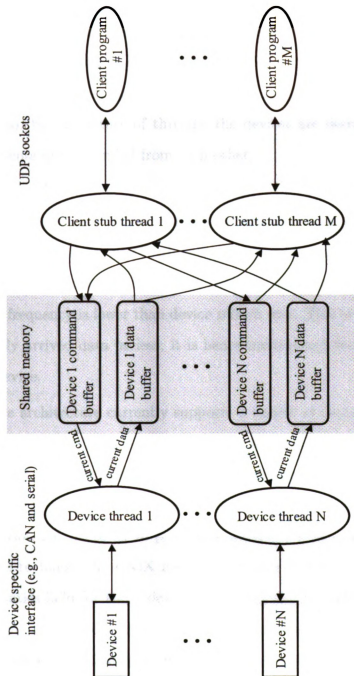 Device specific
interface (e.g., CAN and serial)
Shared memory
UDP sockets
Device #1
Device thread 1
current cmd
current data
Device 1 command
buffer
Device 1 data
buffer
Client stub thread 1
Client program
#1
Device #N
Device thread N
current cmd
current data
Device N command
buffer
Device N data
buffer
Client stub thread M
Client program
#M